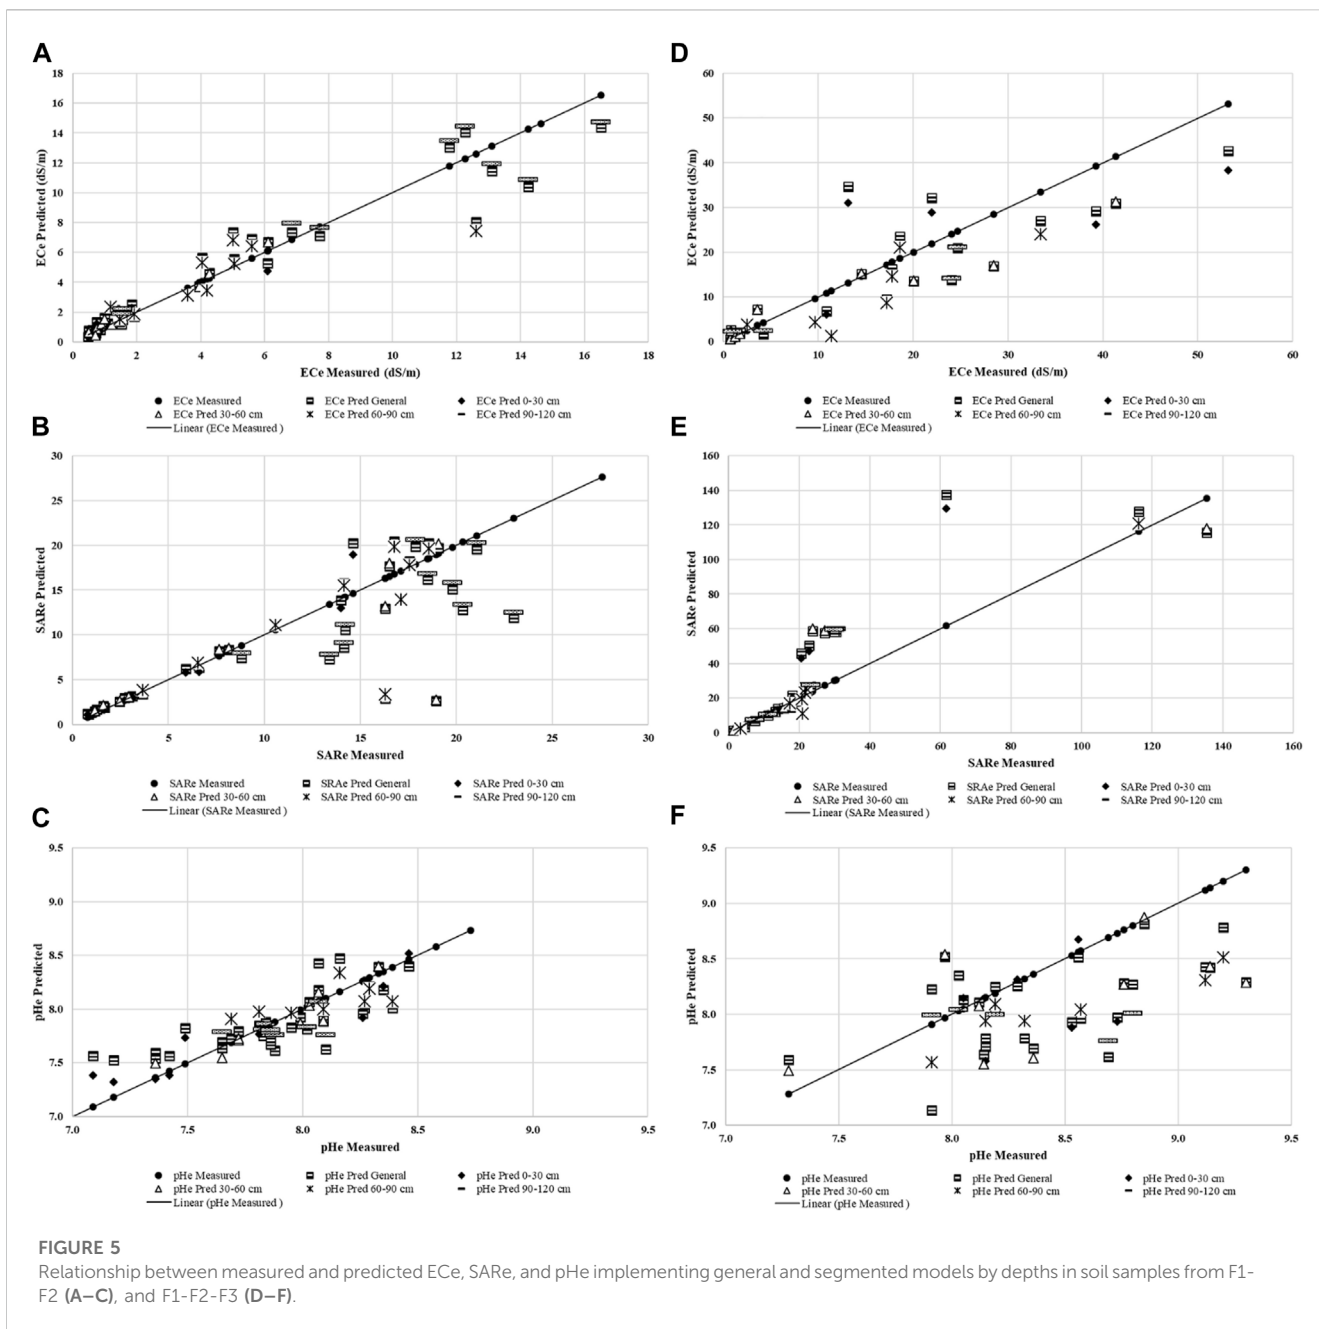 A
18
16
14
12
10
8
6
4
2
0
0 2 4 6 8 10 12 14 16 18
ECe Predicted (dS/m)
ECe Measured (dS/m)
ECe Measured ECe Pred General ECe Pred 0-30 cm
ECe Pred 30-60 cm ECe Pred 60-90 cm ECe Pred 90-120 cm
Linear (ECe Measured )
D
60
50
40
30
20
10
0
0 10 20 30 40 50 60
ECe Predicted (dS/m)
ECe Measured (dS/m)
ECe Measured ECe Pred General ECe Pred 0-30 cm
ECe Pred 30-60 cm ECe Pred 60-90 cm ECe Pred 90-120 cm
Linear (ECe Measured )
B
30
25
20
15
10
5
0
0 5 10 15 20 25 30
SARe Predicted
SARe Measured
SARe Measured SRAe Pred General SARe Pred 0-30 cm
SARe Pred 30-60 cm SARe Pred 60-90 cm SARe Pred 90-120 cm
Linear (SARe Measured )
E
160
140
120
100
80
60
40
20
0
0 20 40 60 80 100 120 140 160
SARe Predicted
SARe Measured
SARe Measured SRAe Pred General SARe Pred 0-30 cm
SARe Pred 30-60 cm SARe Pred 60-90 cm SARe Pred 90-120 cm
Linear (SARe Measured )
C
9.5
9.0
8.5
8.0
7.5
7.0
7.0 7.5 8.0 8.5 9.0 9.5
pHe Predicted
pHe Measured
pHe Measured pHe Pred General pHe Pred 0-30 cm
pHe Pred 30-60 cm pHe Pred 60-90 cm pHe Pred 90-120 cm
Linear (pHe Measured )
F
9.5
9.0
8.5
8.0
7.5
7.0
7.0 7.5 8.0 8.5 9.0 9.5
pHe Predicted
pHe Measured
pHe Measured pHe Pred General pHe Pred 0-30 cm
pHe Pred 30-60 cm pHe Pred 60-90 cm pHe Pred 90-120 cm
Linear (pHe Measured )
FIGURE 5
Relationship between measured and predicted ECe, SARe, and pHe implementing general and segmented models by depths in soil samples from F1-
F2 (A–C), and F1-F2-F3 (D–F).